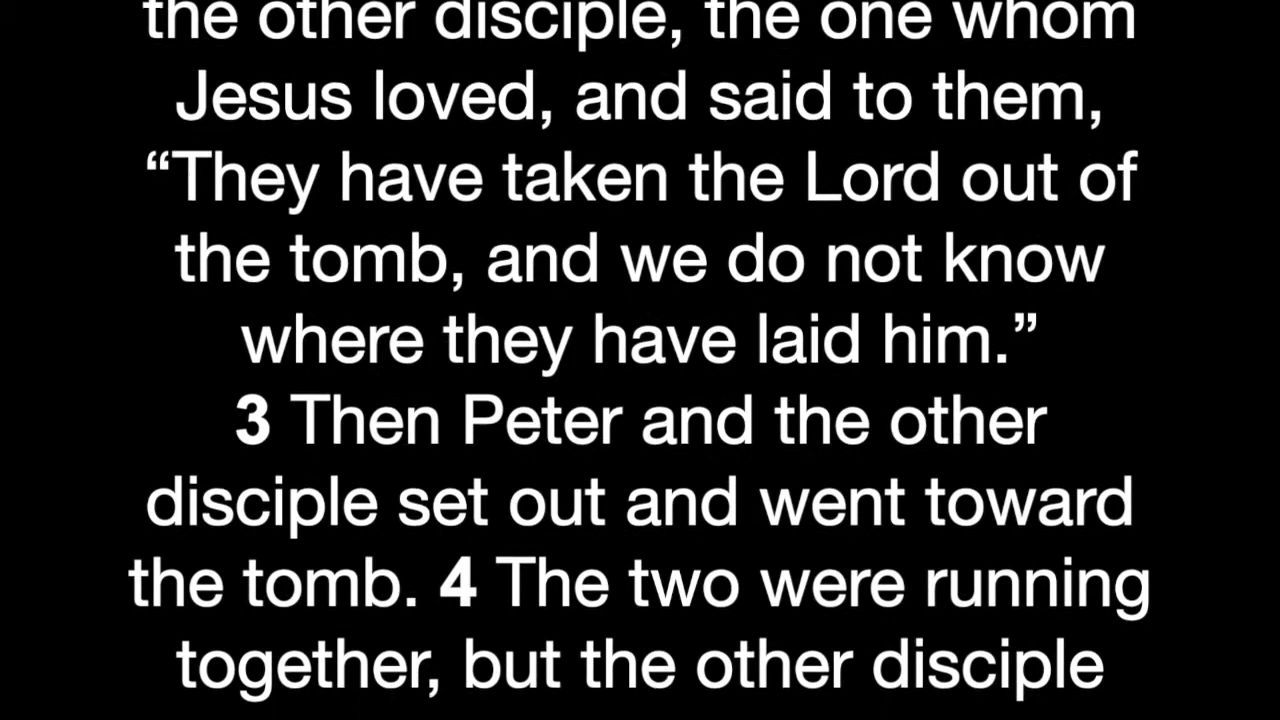 the other disciple, the one whom
Jesus loved, and said to them,
“They have taken the Lord out of
the tomb, and we do not know
where they have laid him.”
3 Then Peter and the other
disciple set out and went toward
the tomb. 4 The two were running
together, but the other disciple